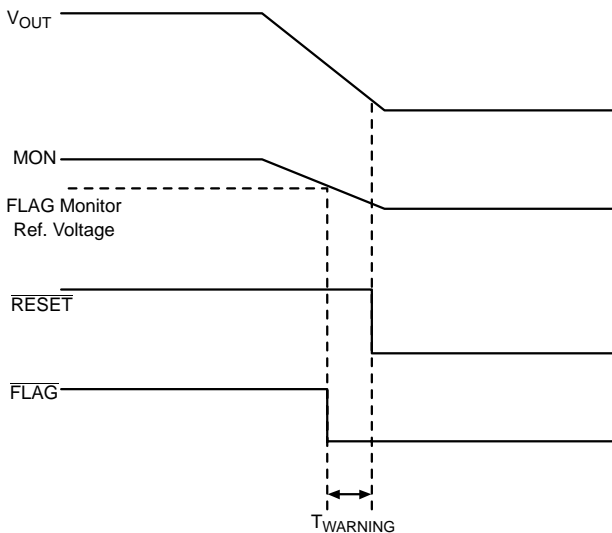 VOUT
MON
FLAG Monitor
Ref. Voltage
RESET
FLAG
TWARNING